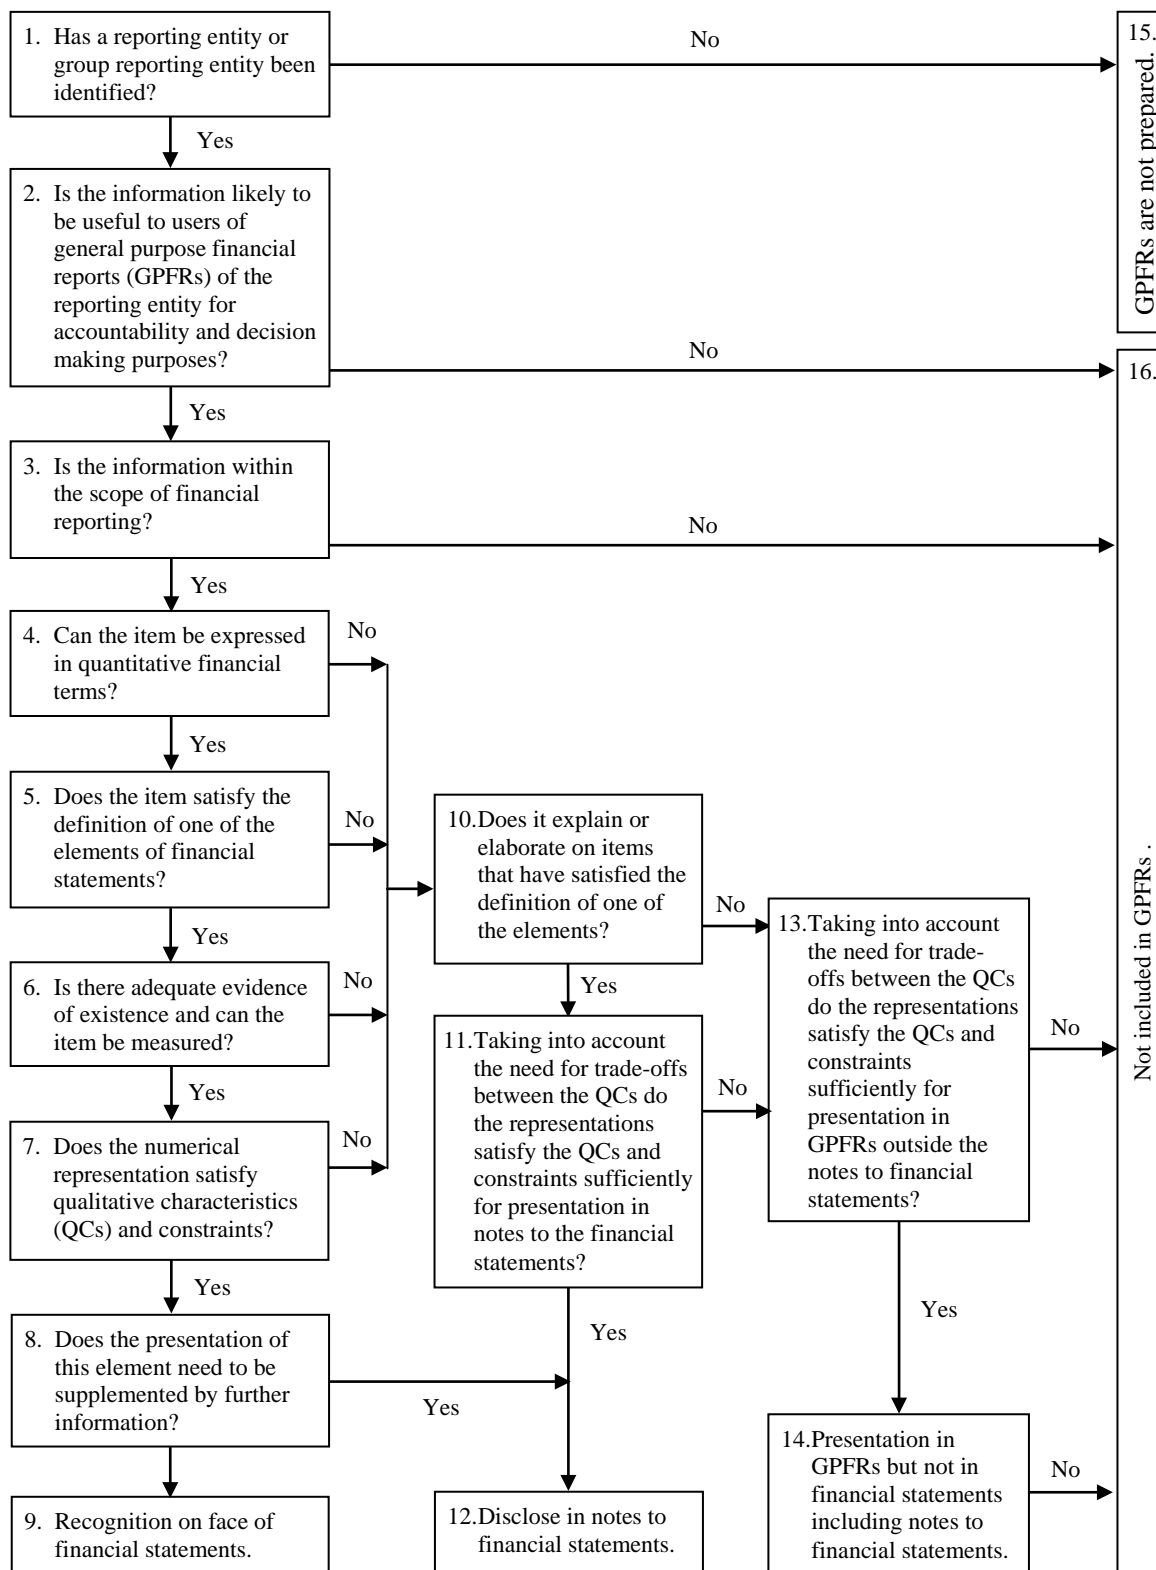 1. Has a reporting entity or
group reporting entity been
identified?
No
15.
GPFRs are not prepared.
Yes
2. Is the information likely to
be useful to users of
general purpose financial
reports (GPFRs) of the
reporting entity for
accountability and decision
making purposes?
No
16.
Not included in GPFRs .
Yes
3. Is the information within
the scope of financial
reporting?
No
Yes
4. Can the item be expressed
in quantitative financial
terms?
No
Yes
5. Does the item satisfy the
definition of one of the
elements of financial
statements?
No
Yes
6. Is there adequate evidence
of existence and can the
item be measured?
No
Yes
7. Does the numerical
representation satisfy
qualitative characteristics
(QCs) and constraints?
No
Yes
8. Does the presentation of
this element need to be
supplemented by further
information?
Yes
9. Recognition on face of
financial statements.
10.Does it explain or
elaborate on items
that have satisfied the
definition of one of
the elements?
No
Yes
11.Taking into account
the need for trade-offs
between the QCs do
the representations
satisfy the QCs and
constraints sufficiently
for presentation in
notes to the financial
statements?
No
Yes
12.Disclose in notes to
financial statements.
13.Taking into account
the need for trade-
offs between the QCs
do the representations
satisfy the QCs and
constraints
sufficiently for
presentation in
GPFRs outside the
notes to financial
statements?
No
Yes
14.Presentation in
GPFRs but not in
financial statements
including notes to
financial statements.
No